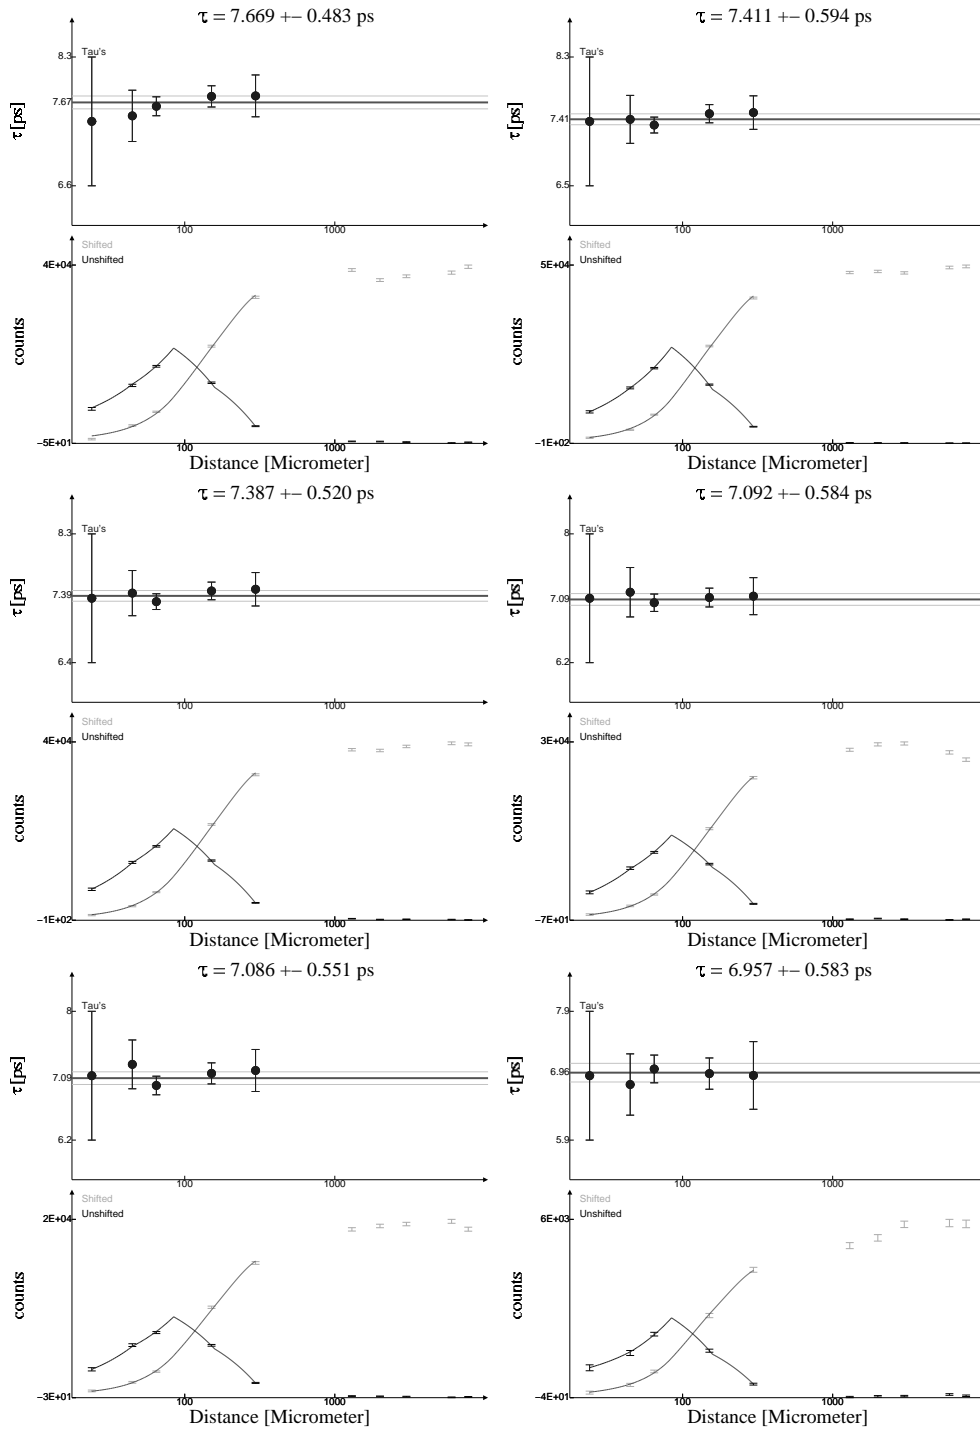 τ = 7.669 +− 0.483 ps
Tau's
8.3
7.67
6.6
τ [ps]
100
1000
Shifted
Unshifted
4E+04
counts
−5E+01
100
1000
Distance [Micrometer]
τ = 7.411 +− 0.594 ps
Tau's
8.3
7.41
6.5
τ [ps]
100
1000
Shifted
Unshifted
5E+04
counts
−1E+02
100
1000
Distance [Micrometer]
τ = 7.387 +− 0.520 ps
Tau's
8.3
7.39
6.4
τ [ps]
100
1000
Shifted
Unshifted
4E+04
counts
−1E+02
100
1000
Distance [Micrometer]
τ = 7.092 +− 0.584 ps
Tau's
8
7.09
6.2
τ [ps]
100
1000
Shifted
Unshifted
3E+04
counts
−7E+01
100
1000
Distance [Micrometer]
τ = 7.086 +− 0.551 ps
Tau's
8
7.09
6.2
τ [ps]
100
1000
Shifted
Unshifted
2E+04
counts
−3E+01
100
1000
Distance [Micrometer]
τ = 6.957 +− 0.583 ps
Tau's
7.9
6.96
5.9
τ [ps]
100
1000
Shifted
Unshifted
6E+03
counts
−4E+01
100
1000
Distance [Micrometer]